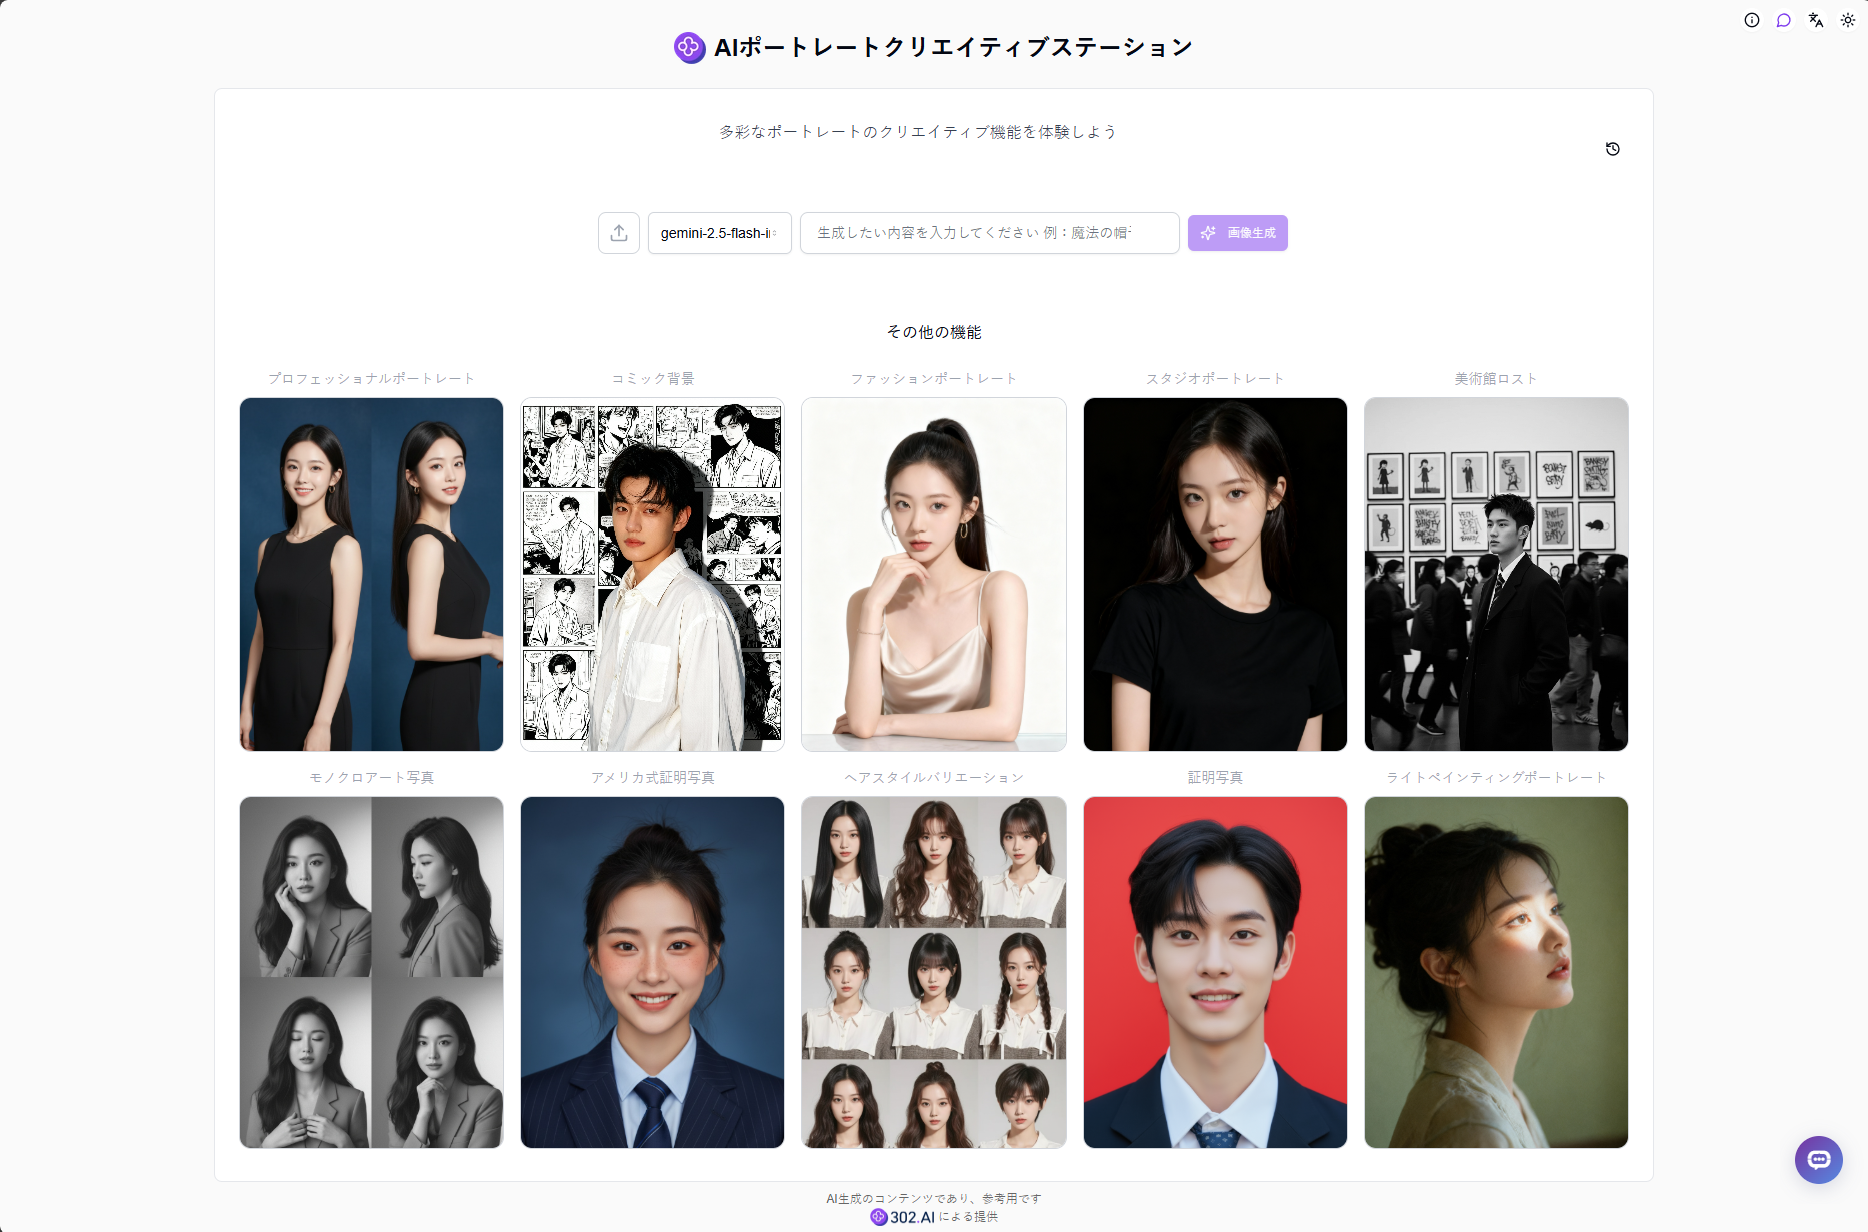 AIポートレートクリエイティブステーション
多彩なポートレートのクリエイティブ機能を体験しよう
gemini-2.5-flash-i
生成したい内容を入力してください 例：魔法の帽
画像生成
その他の機能
プロフェッショナルポートレート
コミック背景
ファッションポートレート
スタジオポートレート
美術館ロスト
モノクロアート写真
アメリカ式証明写真
ヘアスタイルバリエーション
証明写真
ライトペインティングポートレート
AI生成のコンテンツであり、参考用です
302.AI による提供